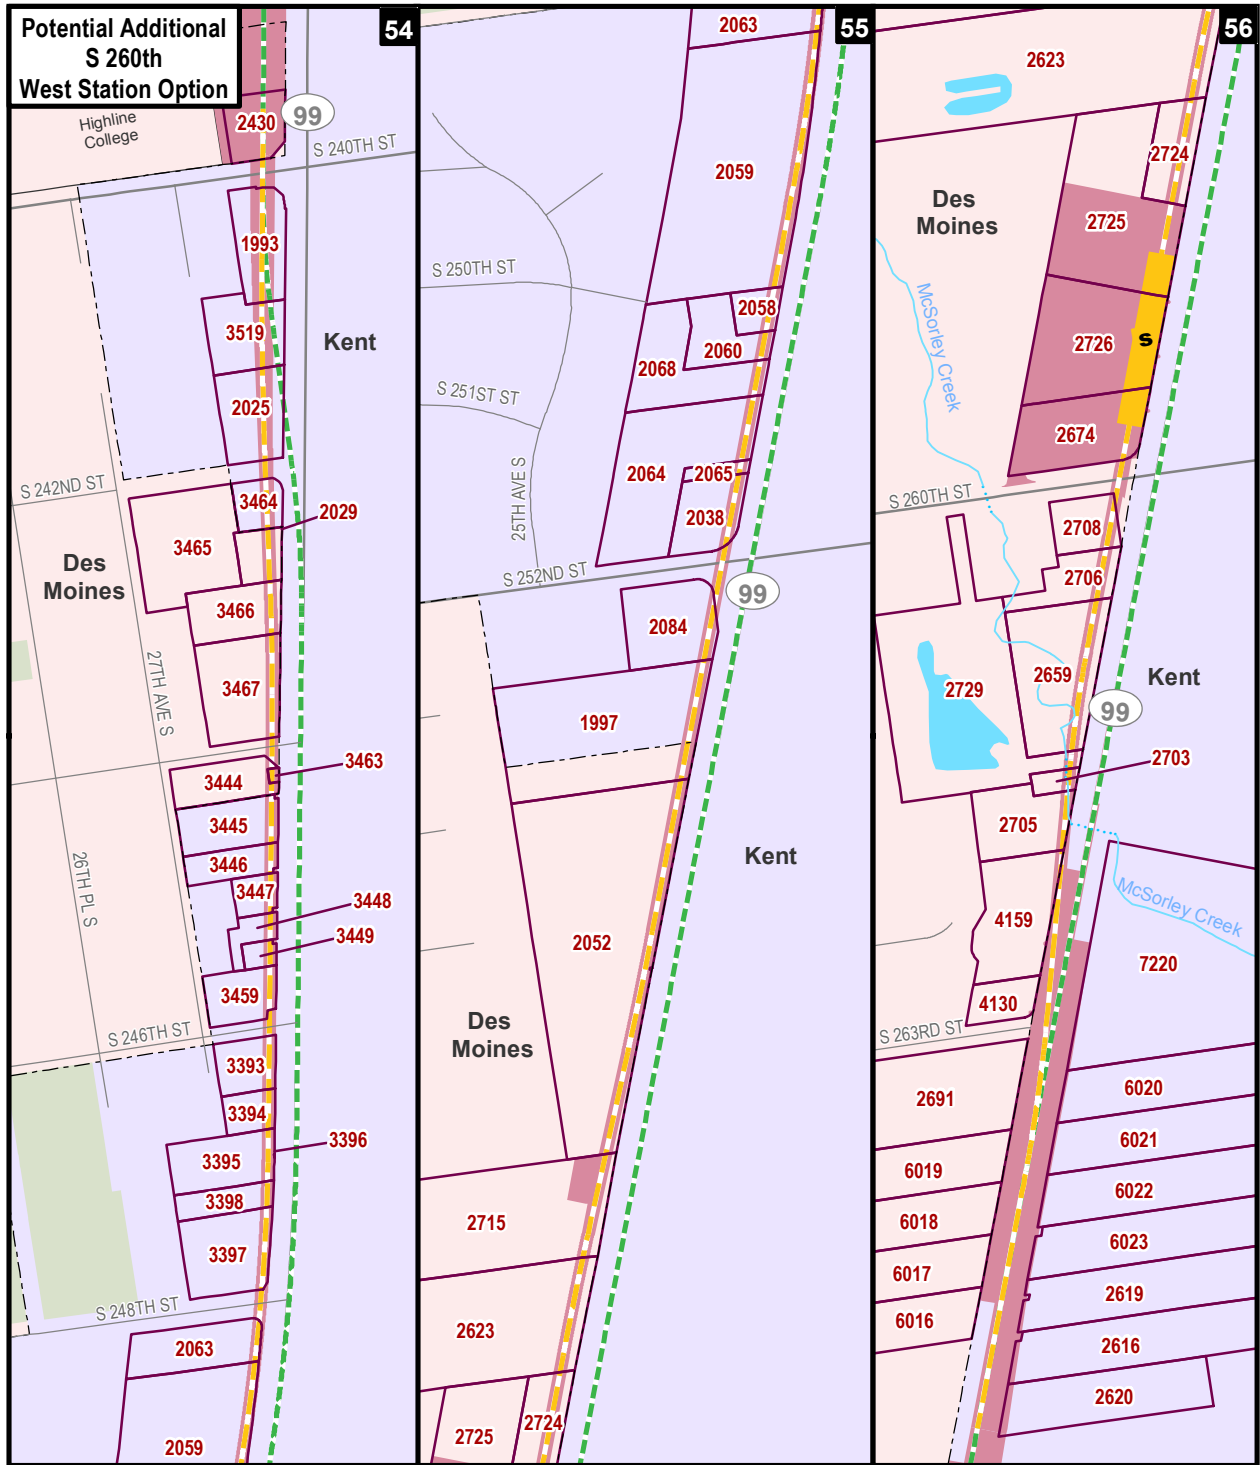 Potential Additional
S 260th
West Station Option
54
Highline
College
2430
99
S 240TH ST
1993
3519
Kent
2025
S 242ND ST
3464
2029
3465
Des
Moines
3466
27TH AVE S
3467
3463
3444
3445
3446
26TH PL S
3447
3448
3449
3459
S 246TH ST
3393
3394
3396
3395
3398
3397
S 248TH ST
2063
2059
55
2063
2059
S 250TH ST
2058
2060
2068
S 251ST ST
2064
2065
25TH AVE S
2038
S 252ND ST
99
2084
1997
Kent
2052
Des
Moines
2715
2623
2725
2724
56
2623
2724
Des
Moines
2725
McSorley Creek
2726
S
2674
S 260TH ST
2708
2706
2659
Kent
2729
99
2703
2705
McSorley Creek
4159
7220
4130
S 263RD ST
2691
6020
6021
6019
6022
6018
6023
6017
2619
6016
2616
2620